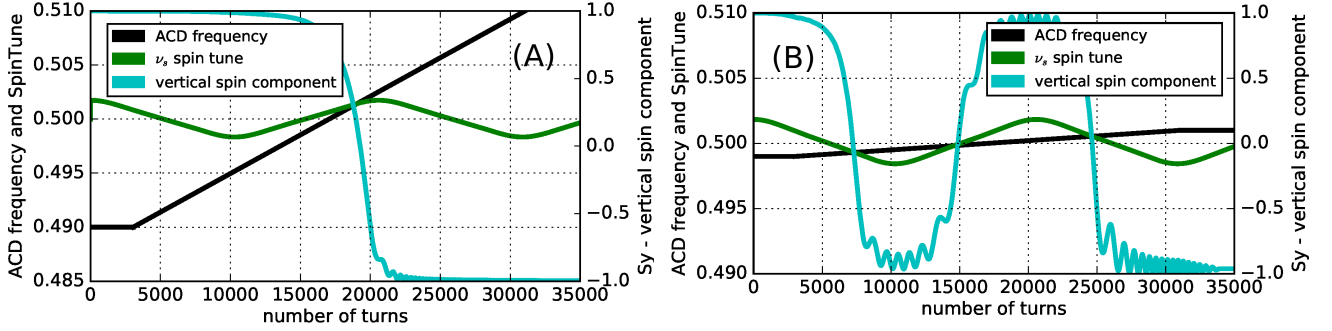 ACD frequency and SpinTune
0.510
0.505
0.500
0.495
0.490
0.485
ACD frequency
νs spin tune
vertical spin component
(A)
1.0
0.5
0.0
−0.5
−1.0
Sy - vertical spin component
0 5000 10000 15000 20000 25000 30000 35000
number of turns
ACD frequency and SpinTune
0.510
0.505
0.500
0.495
0.490
(B)
ACD frequency
νs spin tune
vertical spin component
1.0
0.5
0.0
−0.5
−1.0
Sy - vertical spin component
0 5000 10000 15000 20000 25000 30000 35000
number of turns